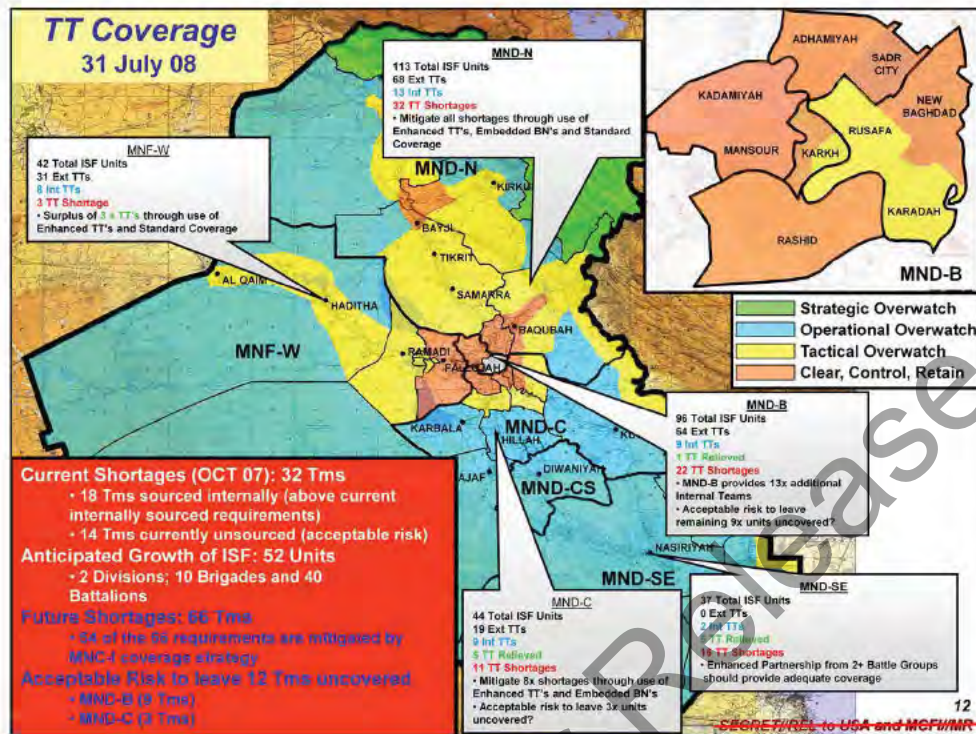 TT Coverage
31 July 08
MNF-W
42 Total ISF Units
31 Ext TTs
8 Int TTs
3 TT Shortage
• Surplus of 3 x TT's through use of
Enhanced TT's and Standard Coverage
MND-N
113 Total ISF Units
68 Ext TTs
13 Int TTs
32 TT Shortages
• Mitigate all shortages through use of
Enhanced TT's, Embedded BN's and Standard
Coverage
ADHAMIYAH
SADR
CITY
KADAMIYAH
NEW
BAGHDAD
RUSAFA
MANSOUR
KARKH
KARADAH
RASHID
MND-B
Strategic Overwatch
Operational Overwatch
Tactical Overwatch
Clear, Control, Retain
MND-N
BAYJI
TIKRIT
SAMARRA
AL QAIM
HADITHA
BAQUBAH
MNF-W
RAMADI
MND-C
KARBALA
HILLAH
DIWANIYAH
MND-CS
NASIRIYAH
MND-SE
MND-B
96 Total ISF Units
64 Ext TTs
9 Int TTs
1 TT Relieved
22 TT Shortages
• MND-B provides 13x additional
Internal Teams
• Acceptable risk to leave
remaining 9x units uncovered?
Current Shortages (OCT 07): 32 Tms
• 18 Tms sourced internally (above current
internally sourced requirements)
• 14 Tms currently unsourced (acceptable risk)
Anticipated Growth of ISF: 52 Units
• 2 Divisions; 10 Brigades and 40
Battalions
Future Shortages: 66 Tms
of the requirements are mitigated by
MNC-I coverage strategy
Acceptable Risk to leave 12 Tms uncovered
• MND-B (9 Tms)
• MND-C (3 Tms)
MND-C
44 Total ISF Units
19 Ext TTs
9 Int TTs
5 TT Relieved
11 TT Shortages
• Mitigate 8x shortages through use of
Enhanced TT's and Embedded BN's
• Acceptable risk to leave 3x units
uncovered?
MND-SE
37 Total ISF Units
0 Ext TTs
2 Int TTs
TT Relieved
TT Shortages
• Enhanced Partnership from 2+ Battle Groups
should provide adequate coverage
12
SECRET//REL to USA and MCFI//MR
Release